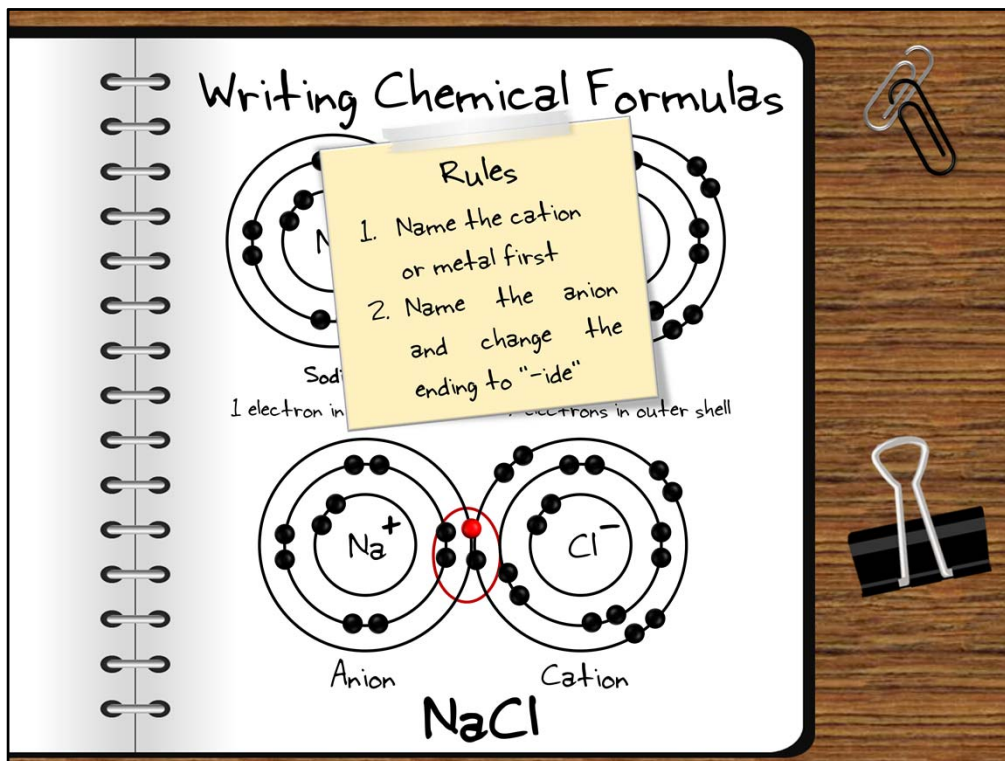 Writing Chemical Formulas
Rules
1. Name the cation
or metal first
2. Name the anion
and change the
ending to "-ide"
1 electron in
electrons in outer shell
Na+
Cl-
Anion
Cation
NaCl